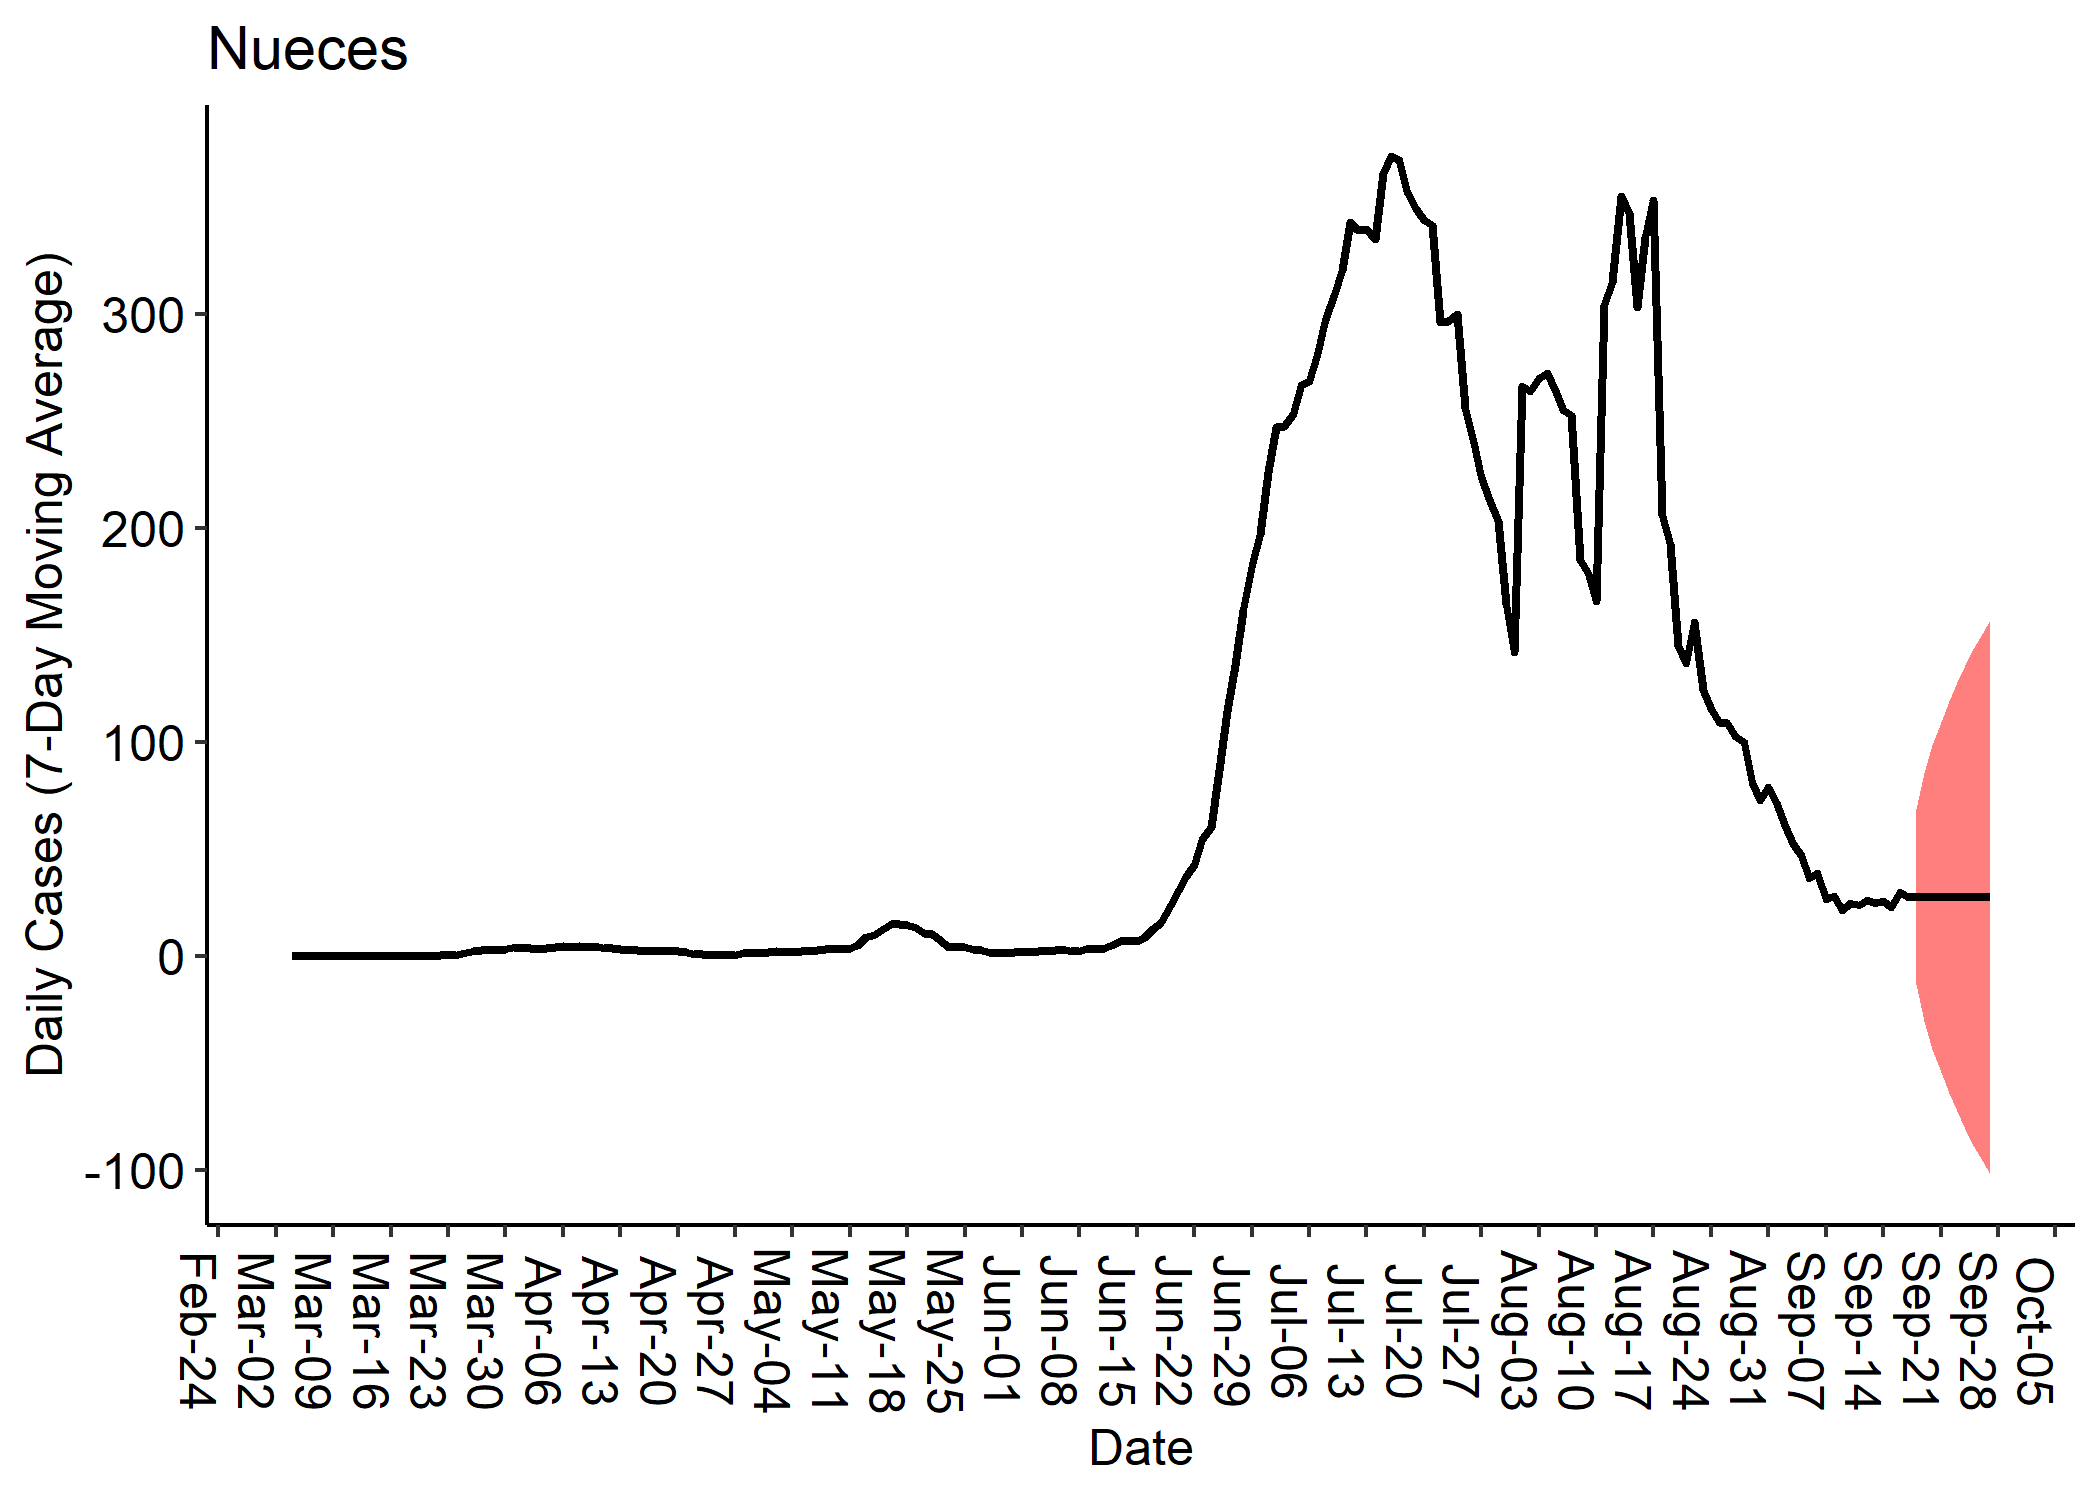 Nueces
Daily Cases (7-Day Moving Average)
300
200
100
0
-100
Feb-24
Mar-02
Mar-09
Mar-16
Mar-23
Mar-30
Apr-06
Apr-13
Apr-20
Apr-27
May-04
May-11
May-18
May-25
Jun-01
Jun-08
Jun-15
Jun-22
Jun-29
Jul-06
Jul-13
Jul-20
Jul-27
Aug-03
Aug-10
Aug-17
Aug-24
Aug-31
Sep-07
Sep-14
Sep-21
Sep-28
Oct-05
Date